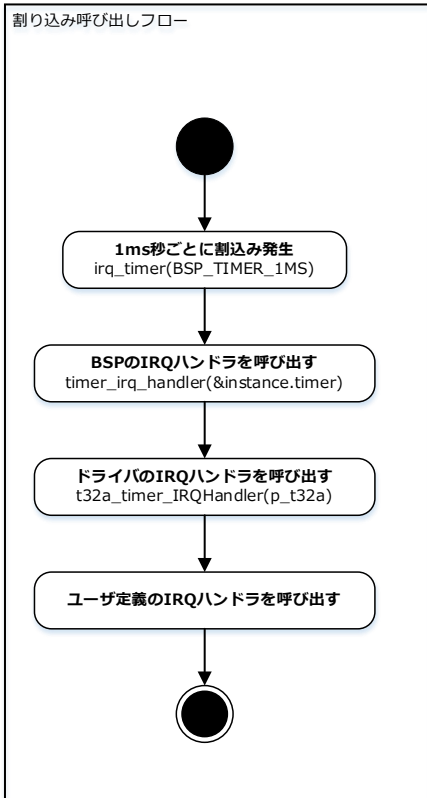 割り込み呼び出しフロー
1ms秒ごとに割込み発生
irq_timer(BSP_TIMER_1MS)
BSPのIRQハンドラを呼び出す
timer_irq_handler(&instance.timer)
ドライバのIRQハンドラを呼び出す
t32a_timer_IRQHandler(p_t32a)
ユーザ定義のIRQハンドラを呼び出す